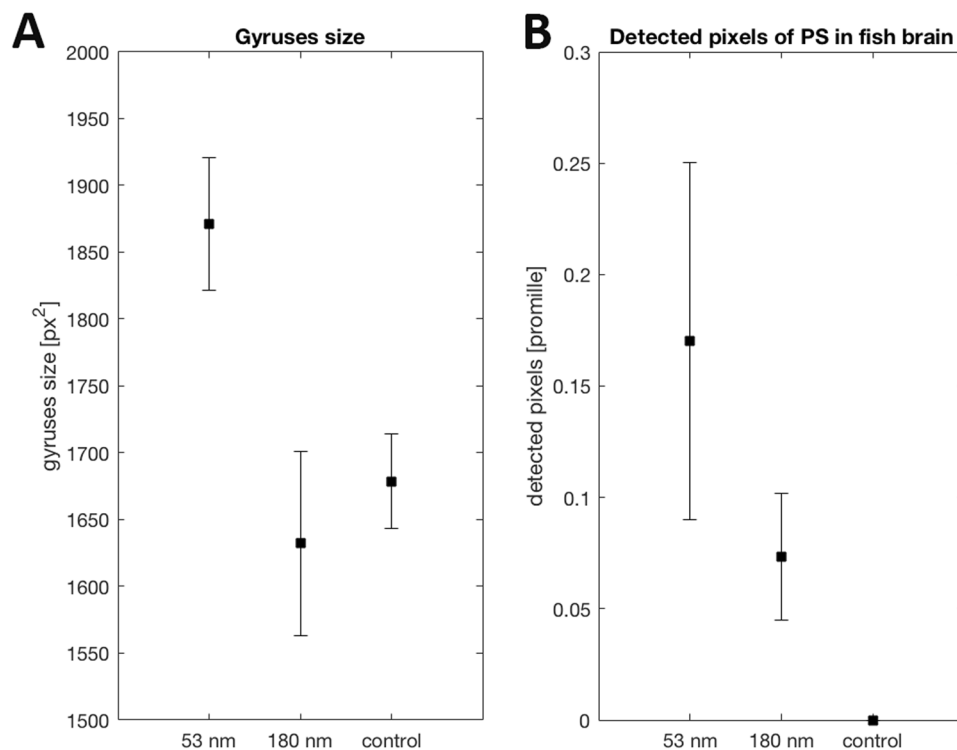 A
Gyruses size
2000
1950
1900
1850
1800
1750
1700
1650
1600
1550
1500
gyruses size [px²]
53 nm 180 nm control
B
Detected pixels of PS in fish brain
0.3
0.25
0.2
0.15
0.1
0.05
0
detected pixels [promille]
53 nm 180 nm control